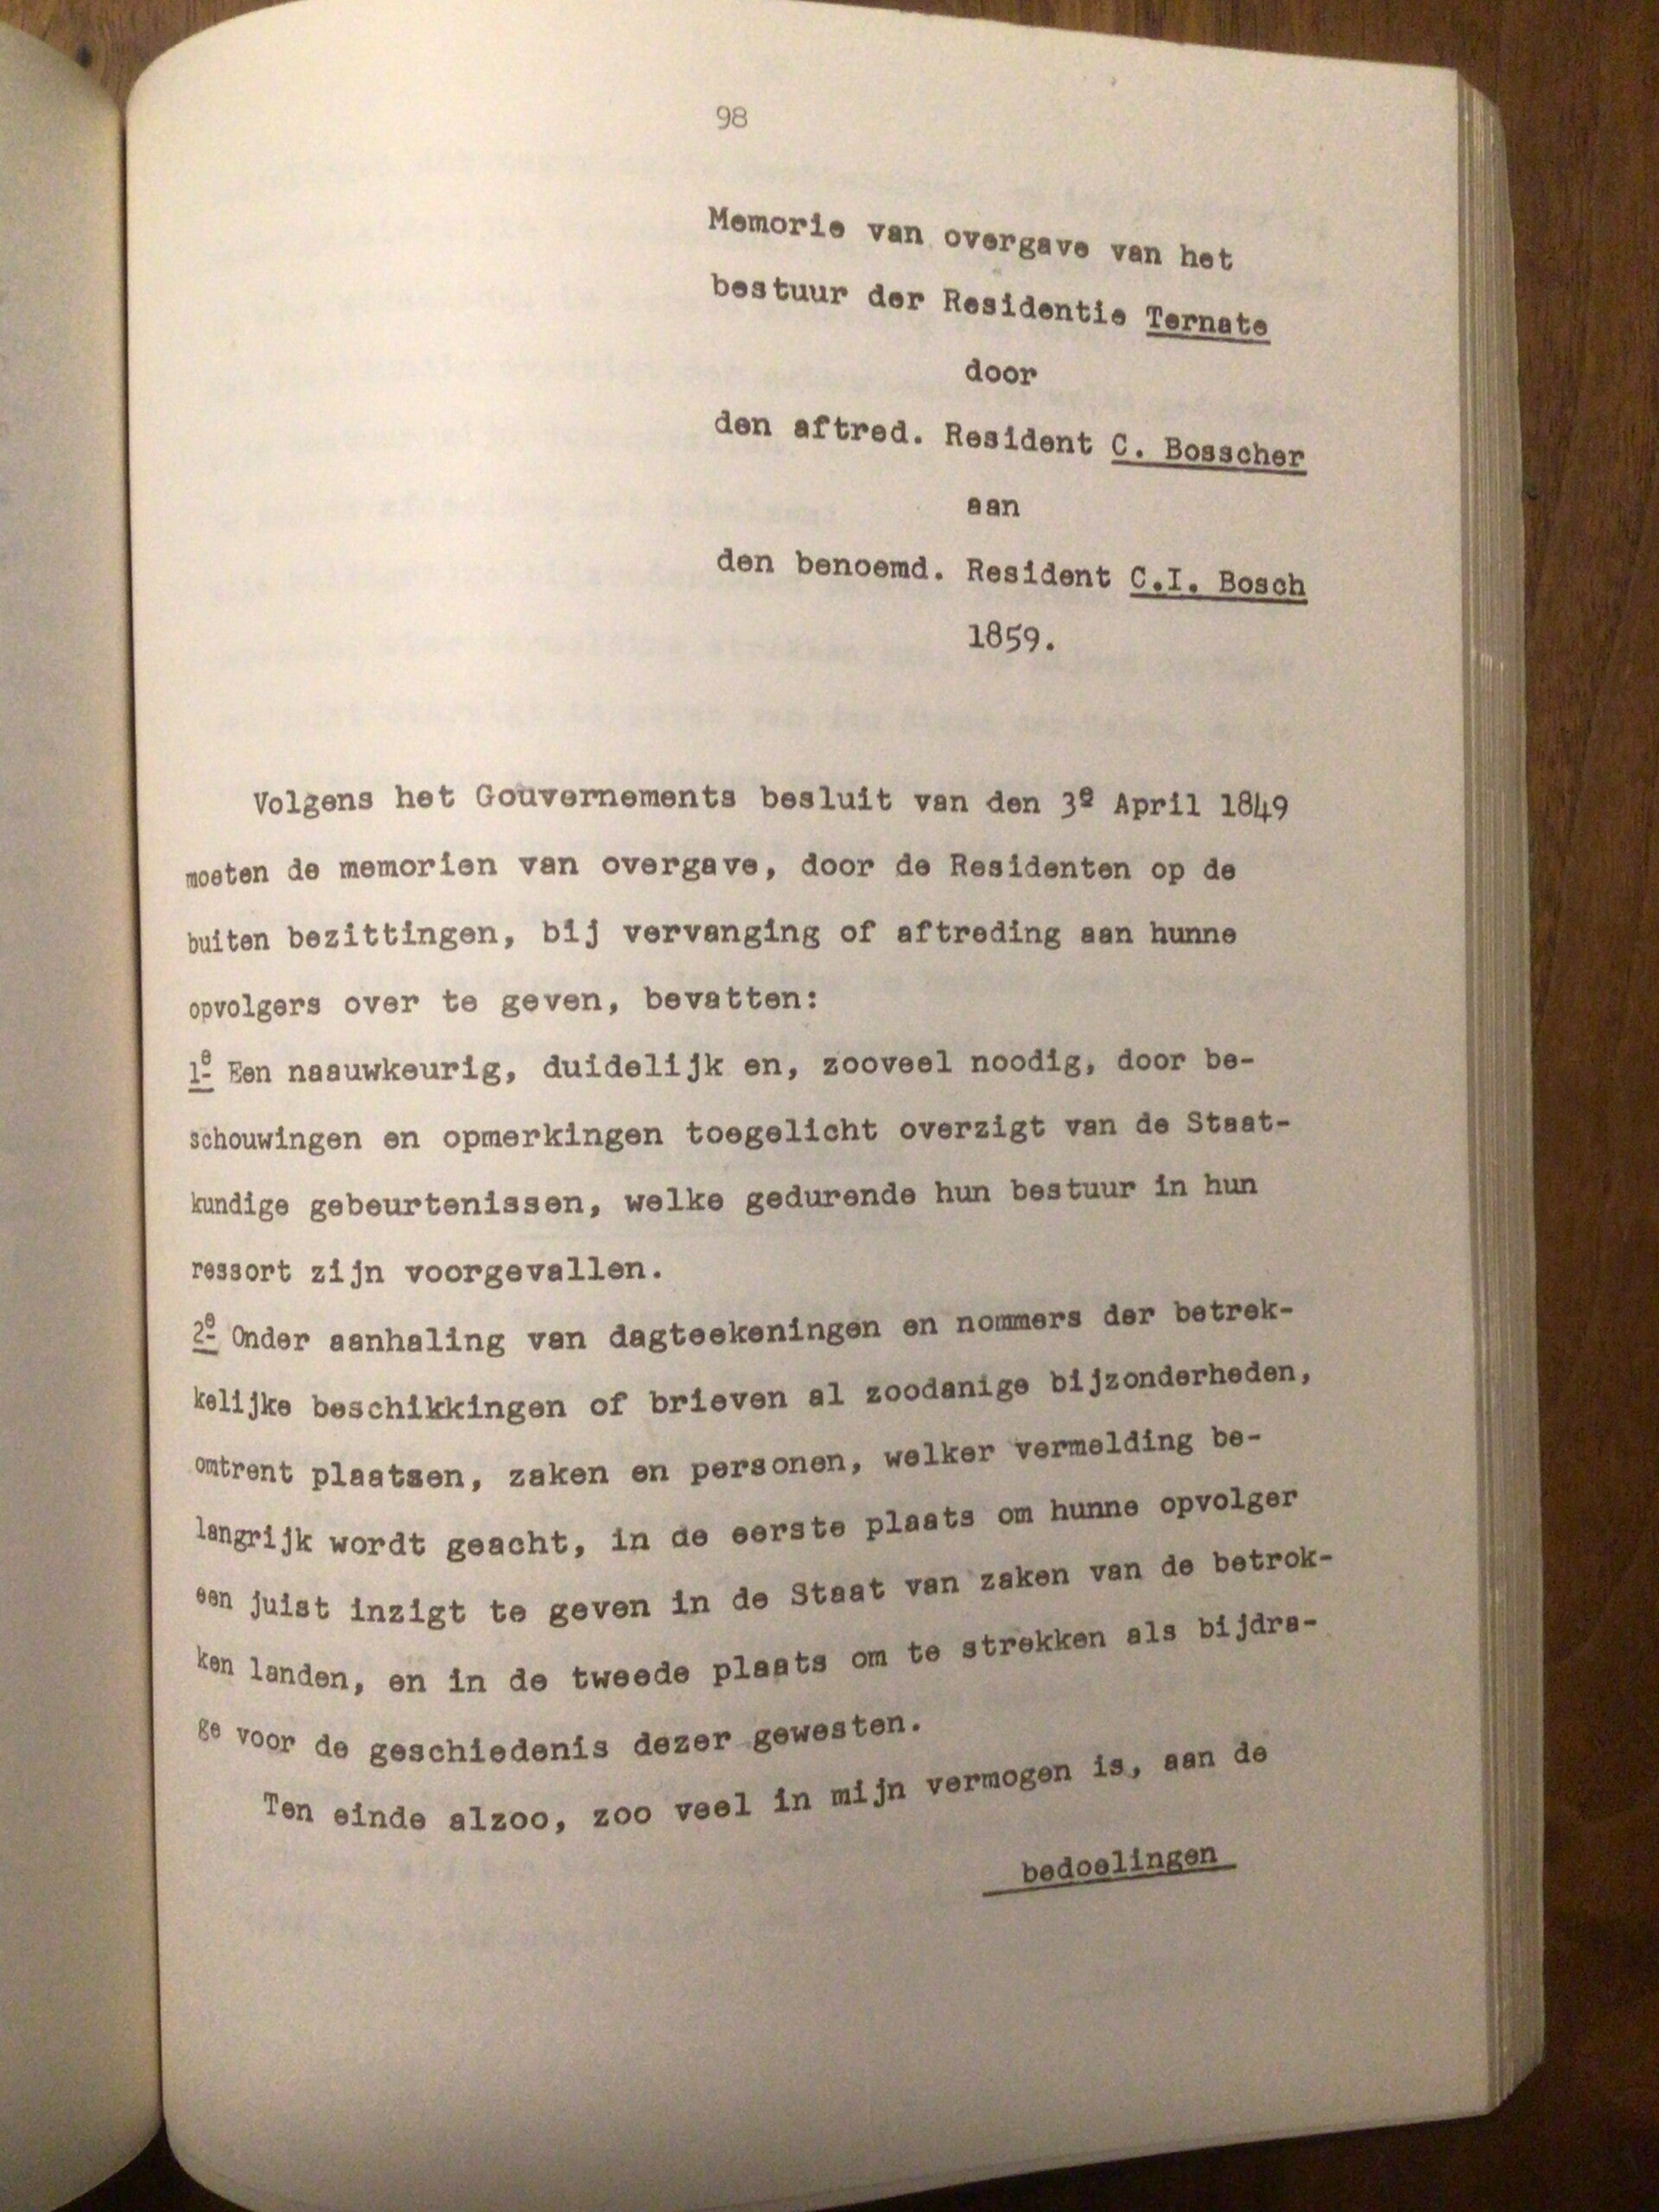 98
Memorie van overgave van het
bestuur der Residentie Ternate
door
den aftred. Resident C. Bosscher
aan
den benoemd. Resident C.I. Bosch
1859.
Volgens het Gouvernements besluit van den 3e April 1849
moeten de memorien van overgave, door de Residenten op de
buiten bezittingen, bij vervanging of aftreding aan hunne
opvolgers over te geven, bevatten:
1e Een naauwkeurig, duidelijk en, zooveel noodig, door be-
schouwingen en opmerkingen toegelicht overzigt van de Staat-
kundige gebeurtenissen, welke gedurende hun bestuur in hun
ressort zijn voorgevallen.
2e Onder aanhaling van dagteekeningen en nommers der betrek-
kelijke beschikkingen of brieven al zoodanige bijzonderheden,
omtrent plaatsen, zaken en personen, welker vermelding be-
langrijk wordt geacht, in de eerste plaats om hunne opvolger
een juist inzigt te geven in de Staat van zaken van de betrok-
ken landen, en in de tweede plaats om te strekken als bijdra-
ge voor de geschiedenis dezer gewesten.
Ten einde alzoo, zoo veel in mijn vermogen is, aan de
bedoelingen